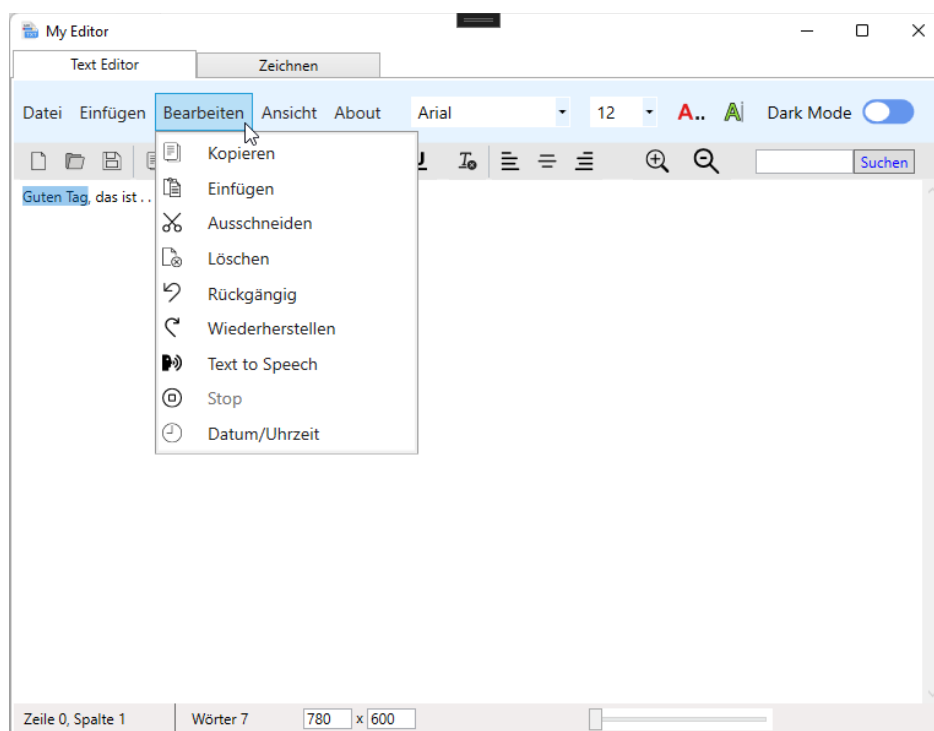 My Editor
Text Editor Zeichnen
Datei Einfügen Bearbeiten Ansicht About Arial 12 A.. A Dark Mode
Suchen
Guten Tag, das ist . .
Kopieren
Einfügen
Ausschneiden
Löschen
Rückgängig
Wiederherstellen
Text to Speech
Stop
Datum/Uhrzeit
Zeile 0, Spalte 1 Wörter 7 780 x 600